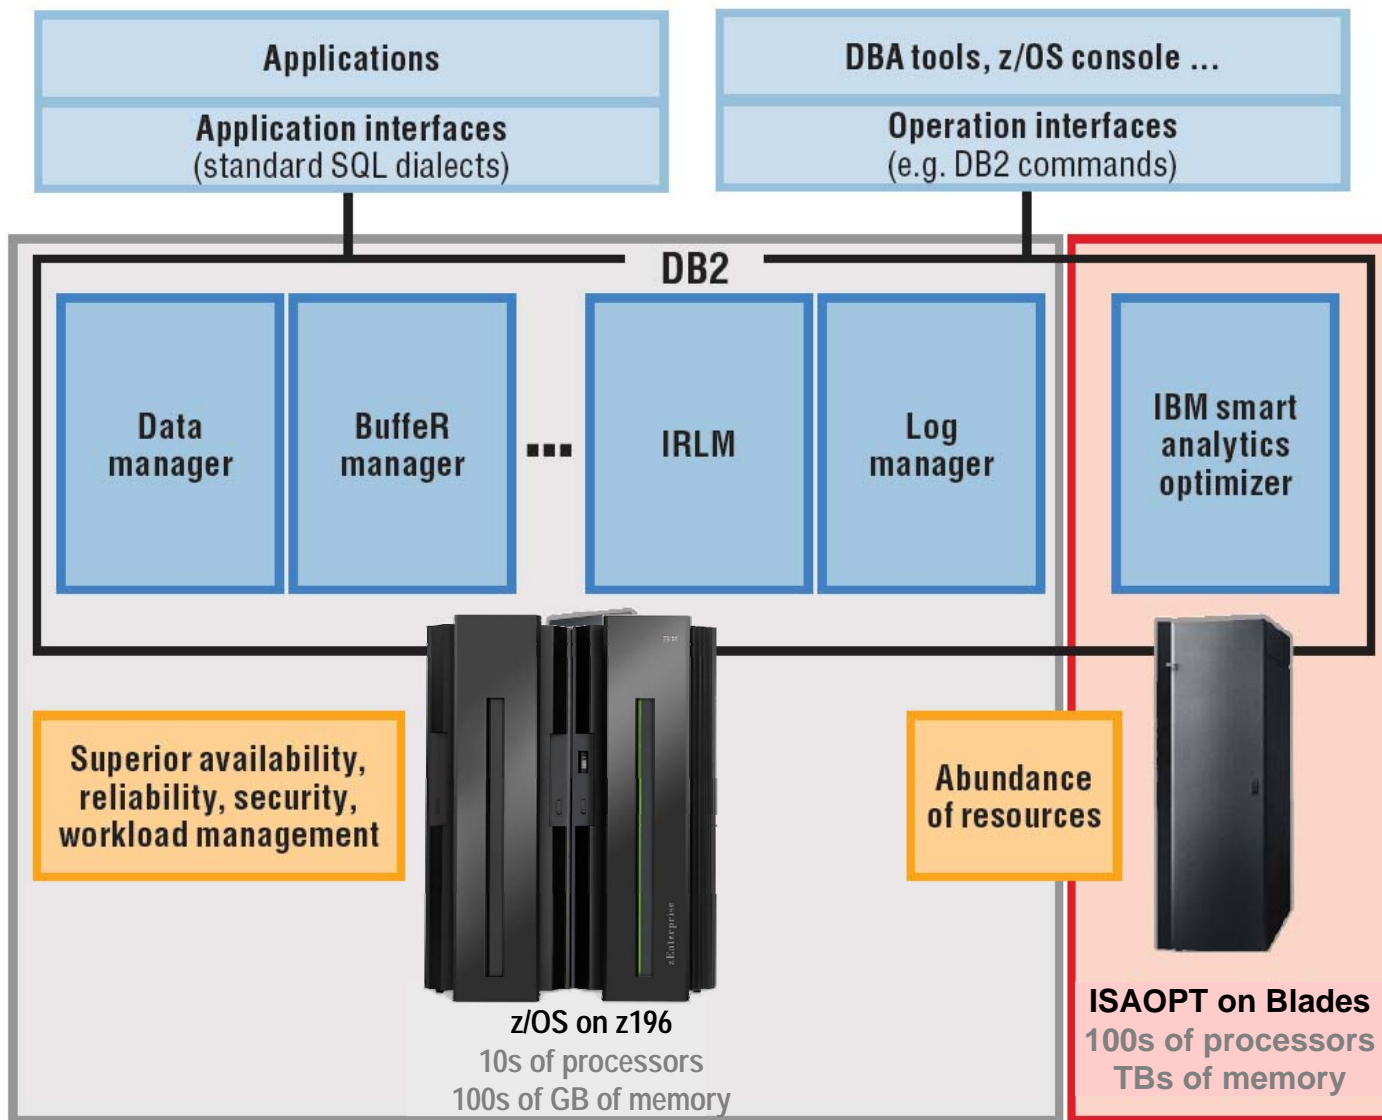 Applications
Application interfaces
(standard SQL dialects)
DBA tools, z/OS console ...
Operation interfaces
(e.g. DB2 commands)
DB2
Data
manager
BuffeR
manager
...
IRLM
Log
manager
IBM smart
analytics
optimizer
IBM
zEnterprise
Superior availability,
reliability, security,
workload management
Abundance
of resources
z/OS on z196
10s of processors
100s of GB of memory
ISAOPT on Blades
100s of processors
TBs of memory